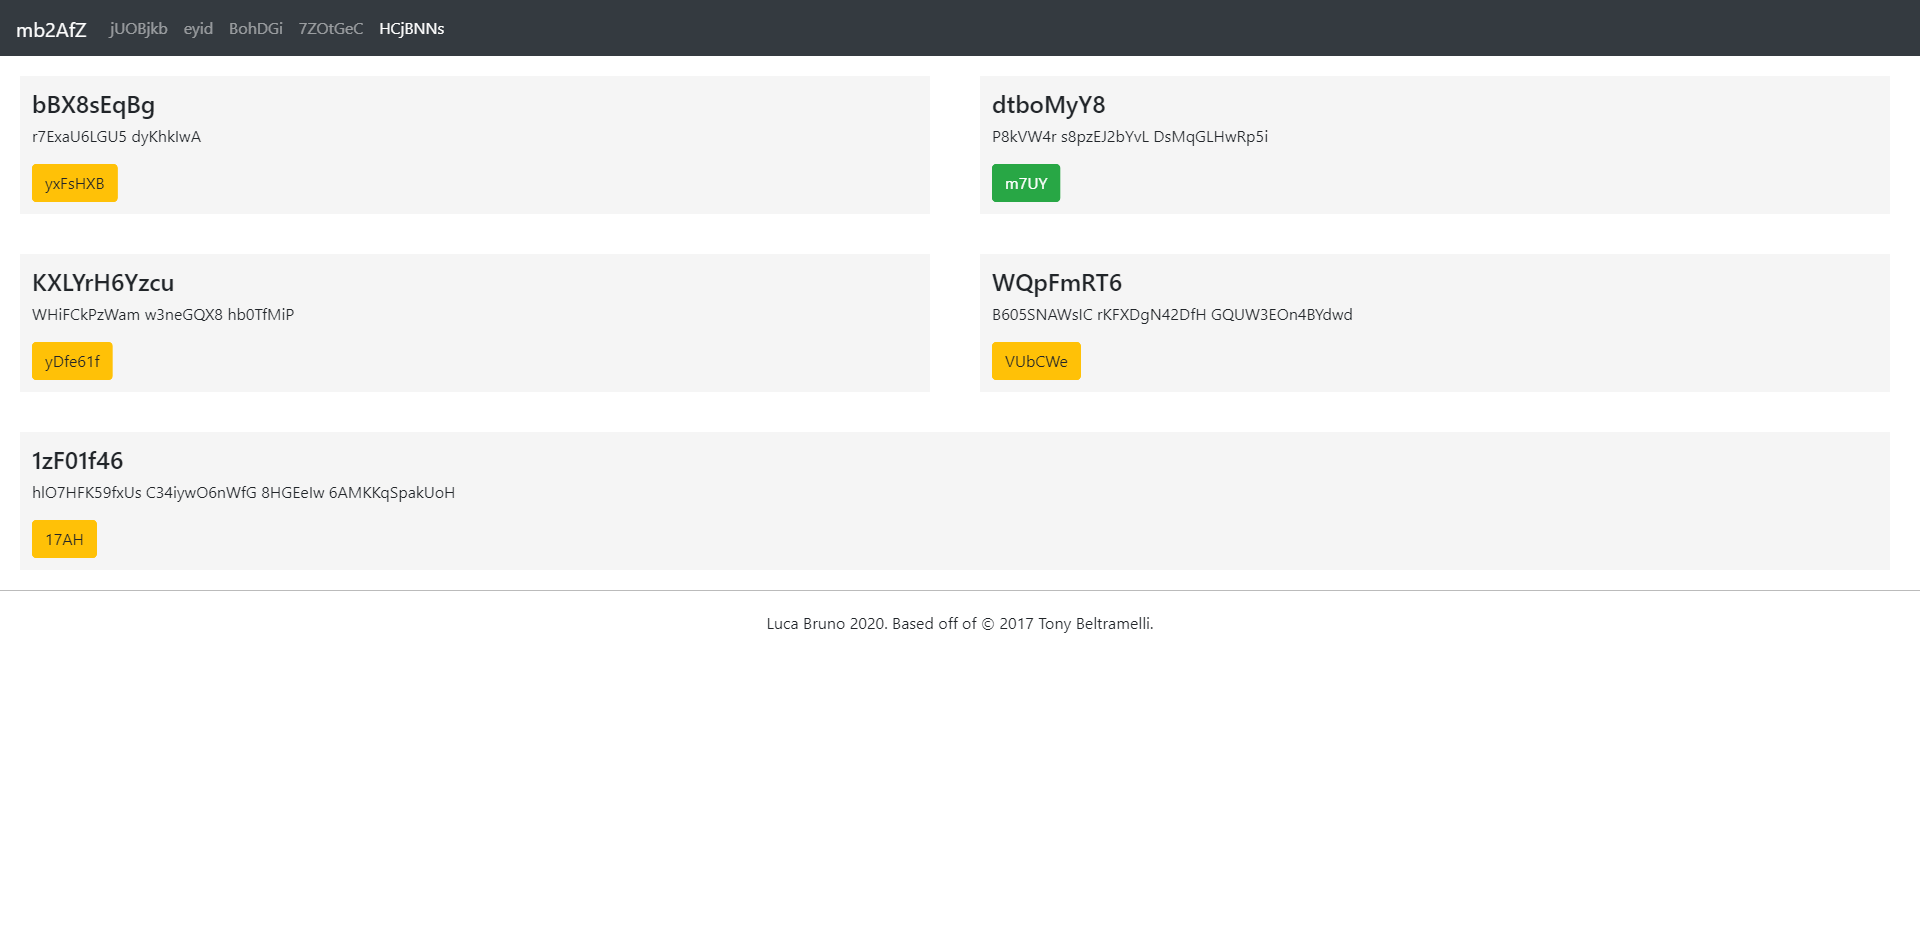 mb2AfZ jUOBjkb eyid BohDGi 7ZOtGeC HCjBNNs
bBX8sEqBg
r7ExaU6LGU5 dyKhkIwA
yxFsHXB
dtboMyY8
P8kVW4r s8pzEJ2bYvL DsMqGLHwRp5i
m7UY
KXLYrH6Yzcu
WHiFCkPzWam w3neGQX8 hb0TfMiP
yDfe61f
WQpFmRT6
B605SNAWsIC rKFXDgN42DfH GQUW3EOn4BYdwd
VUbCWe
1zF01f46
hlO7HFK59fxUs C34iywO6nWfG 8HGEeIw 6AMKKqSpakUoH
17AH
Luca Bruno 2020. Based off of © 2017 Tony Beltramelli.